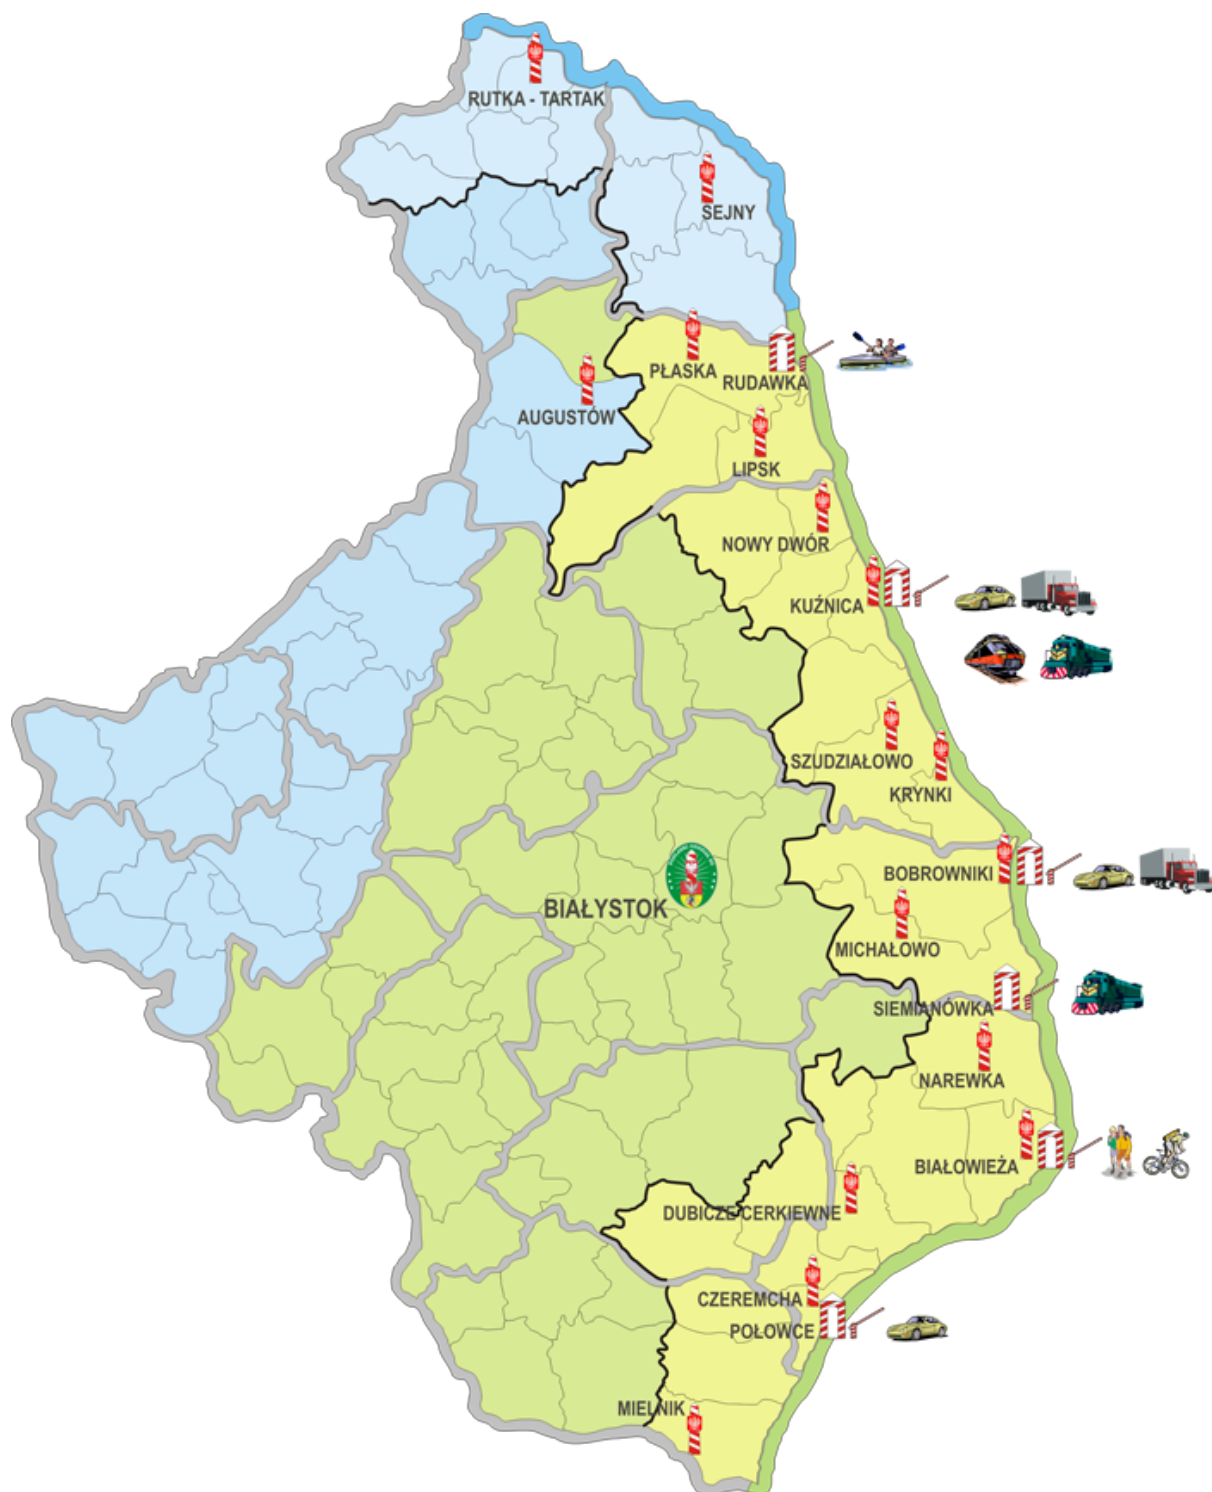 RUTKA - TARTAK
SEJNY
PŁASKA
RUDAWKA
AUGUSTÓW
LIPSK
NOWY DWÓR
KUŹNICA
SZUDZIAŁOWO
KRYNKI
BOBROWNIKI
BIAŁYSTOK
MICHAŁOWO
SIEMIANÓWKA
NAREWKA
BIAŁOWIEŻA
DUBICZE CERKIEWNE
CZEREMCHA
POŁOWCE
MIELNIK